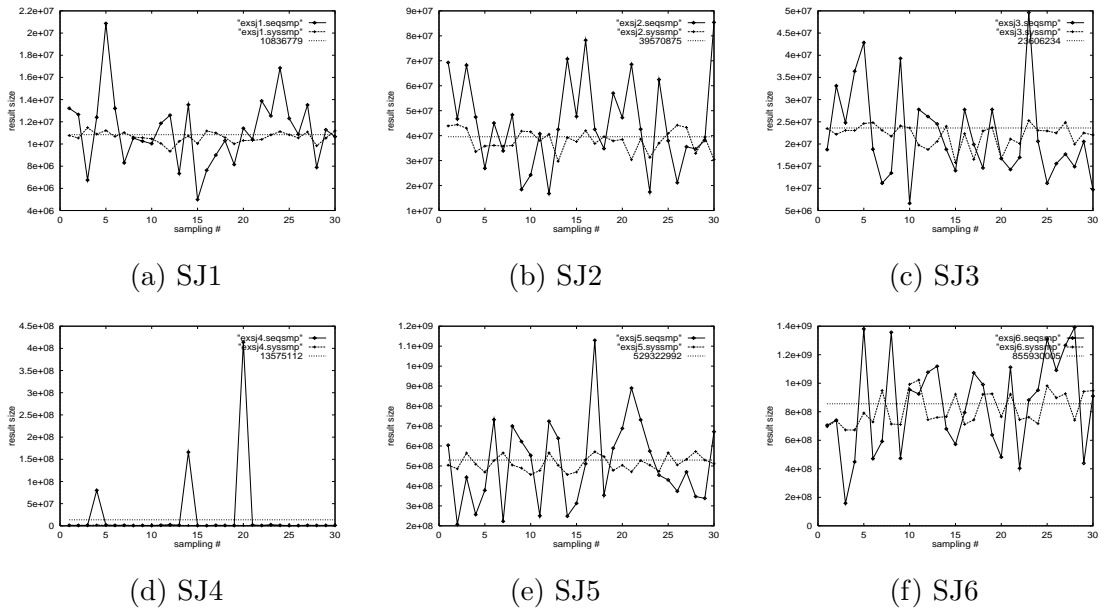 2.2e+07
2e+07
1.8e+07
1.6e+07
1.4e+07
1.2e+07
1e+07
8e+06
6e+06
4e+06
result size
0 5 10 15 20 25 30
sampling #
"exsj1.seqsmp"
"exsj1.syssmp"
10836779
(a) SJ1
9e+07
8e+07
7e+07
6e+07
5e+07
4e+07
3e+07
2e+07
1e+07
result size
0 5 10 15 20 25 30
sampling #
"exsj2.seqsmp"
"exsj2.syssmp"
39570875
(b) SJ2
5e+07
4.5e+07
4e+07
3.5e+07
3e+07
2.5e+07
2e+07
1.5e+07
1e+07
5e+06
result size
0 5 10 15 20 25 30
sampling #
"exsj3.seqsmp"
"exsj3.syssmp"
23606234
(c) SJ3
4.5e+08
4e+08
3.5e+08
3e+08
2.5e+08
2e+08
1.5e+08
1e+08
5e+07
0
result size
0 5 10 15 20 25 30
sampling #
"exsj4.seqsmp"
"exsj4.syssmp"
13575112
(d) SJ4
1.2e+09
1.1e+09
1e+09
9e+08
8e+08
7e+08
6e+08
5e+08
4e+08
3e+08
2e+08
result size
0 5 10 15 20 25 30
sampling #
"exsj5.seqsmp"
"exsj5.syssmp"
529322992
(e) SJ5
1.4e+09
1.2e+09
1e+09
8e+08
6e+08
4e+08
2e+08
0
result size
0 5 10 15 20 25 30
sampling #
"exsj6.seqsmp"
"exsj6.syssmp"
855930005
(f) SJ6